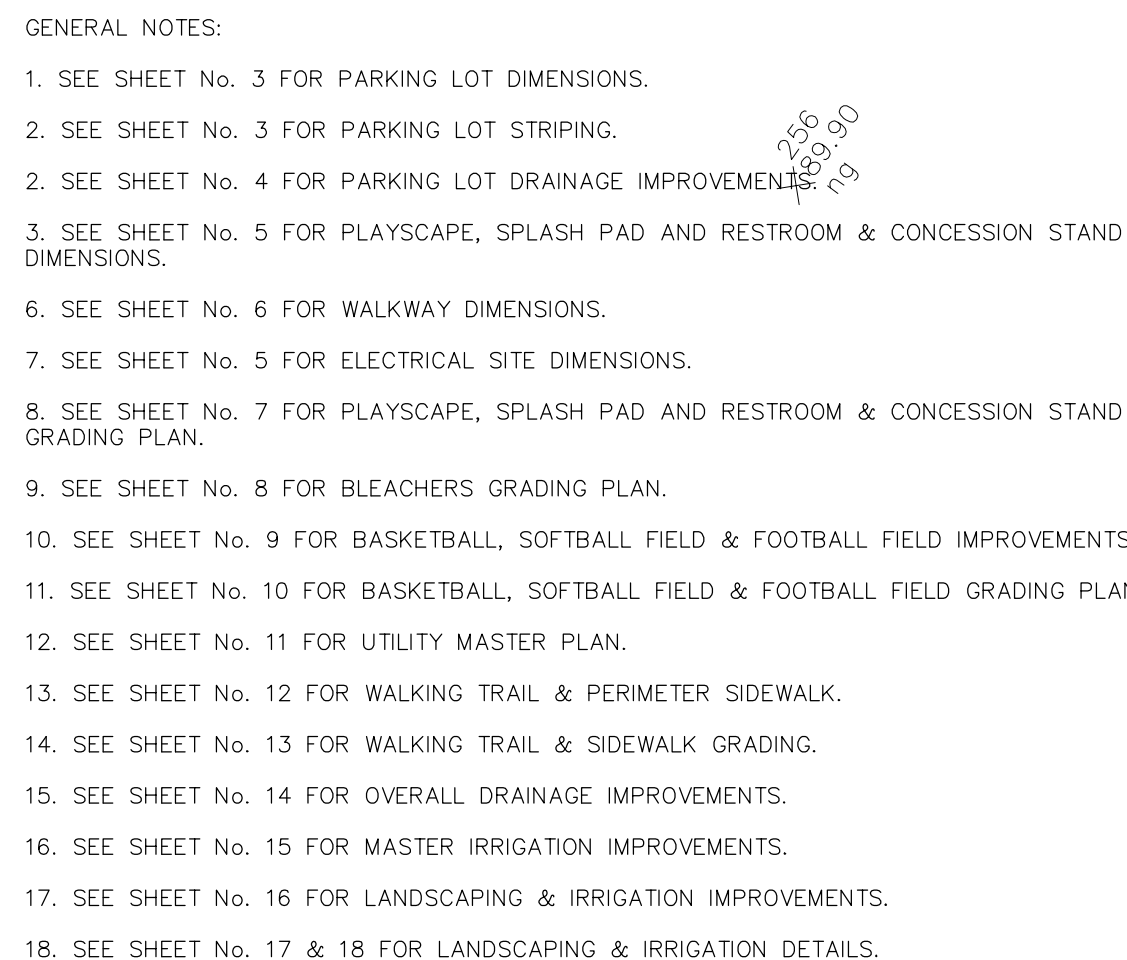 GENERAL NOTES:
1. SEE SHEET No. 3 FOR PARKING LOT DIMENSIONS.
2. SEE SHEET No. 3 FOR PARKING LOT STRIPING.
256
89.90
ng
2. SEE SHEET No. 4 FOR PARKING LOT DRAINAGE IMPROVEMENTS.
3. SEE SHEET No. 5 FOR PLAYSCAPE, SPLASH PAD AND RESTROOM & CONCESSION STAND
DIMENSIONS.
6. SEE SHEET No. 6 FOR WALKWAY DIMENSIONS.
7. SEE SHEET No. 5 FOR ELECTRICAL SITE DIMENSIONS.
8. SEE SHEET No. 7 FOR PLAYSCAPE, SPLASH PAD AND RESTROOM & CONCESSION STAND
GRADING PLAN.
9. SEE SHEET No. 8 FOR BLEACHERS GRADING PLAN.
10. SEE SHEET No. 9 FOR BASKETBALL, SOFTBALL FIELD & FOOTBALL FIELD IMPROVEMENTS
11. SEE SHEET No. 10 FOR BASKETBALL, SOFTBALL FIELD & FOOTBALL FIELD GRADING PLAN
12. SEE SHEET No. 11 FOR UTILITY MASTER PLAN.
13. SEE SHEET No. 12 FOR WALKING TRAIL & PERIMETER SIDEWALK.
14. SEE SHEET No. 13 FOR WALKING TRAIL & SIDEWALK GRADING.
15. SEE SHEET No. 14 FOR OVERALL DRAINAGE IMPROVEMENTS.
16. SEE SHEET No. 15 FOR MASTER IRRIGATION IMPROVEMENTS.
17. SEE SHEET No. 16 FOR LANDSCAPING & IRRIGATION IMPROVEMENTS.
18. SEE SHEET No. 17 & 18 FOR LANDSCAPING & IRRIGATION DETAILS.